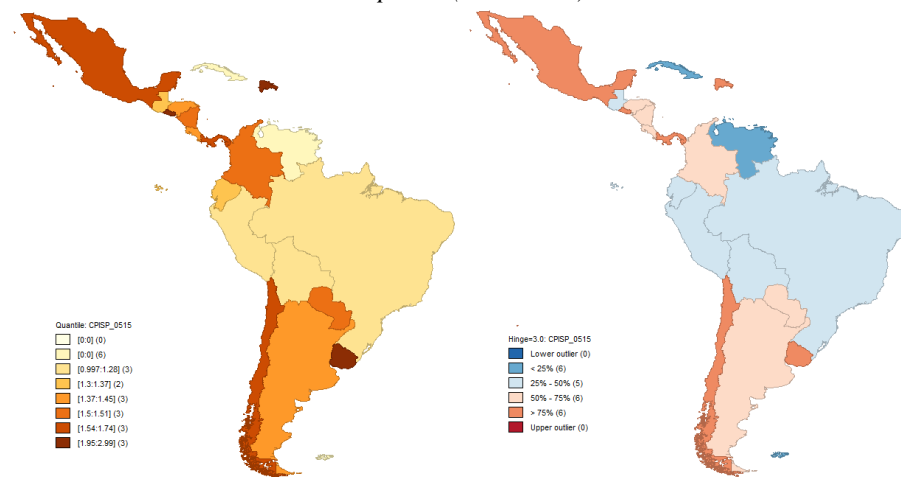 Quantile: CPISP_0515
[0:0] (0)
[0:0] (6)
[0.997:1.28] (3)
[1.3:1.37] (2)
[1.37:1.45] (3)
[1.5:1.51] (3)
[1.54:1.74] (3)
[1.95:2.99] (3)
Hinge=3.0: CPISP_0515
Lower outlier (0)
< 25% (6)
25% - 50% (5)
50% - 75% (6)
> 75% (6)
Upper outlier (0)